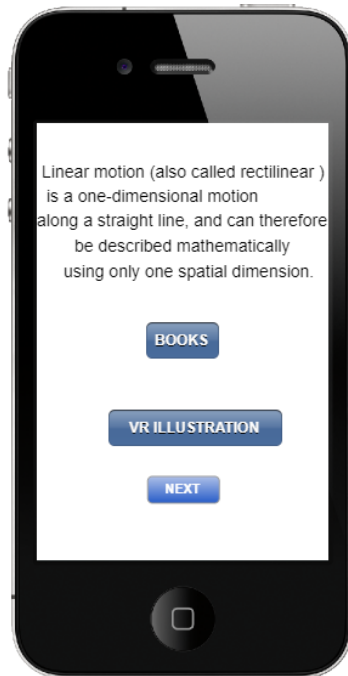 Linear motion (also called rectilinear )
is a one-dimensional motion
along a straight line, and can therefore
be described mathematically
using only one spatial dimension.
BOOKS
VR ILLUSTRATION
NEXT